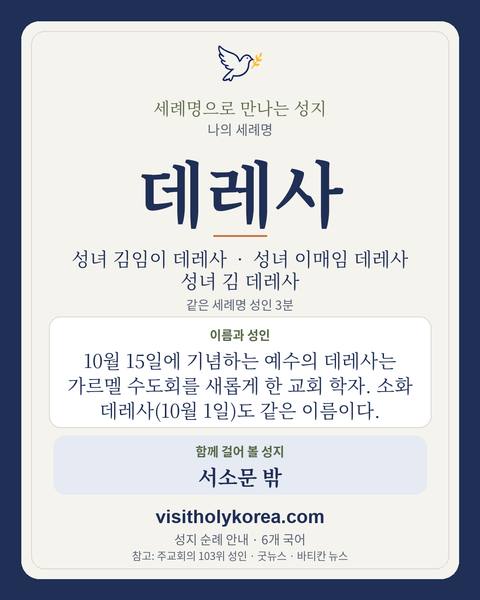 세례명으로 만나는 성지
나의 세례명
데레사
성녀 김임이 데레사 · 성녀 이매임 데레사
성녀 김 데레사
같은 세례명 성인 3분
이름과 성인
10월 15일에 기념하는 예수의 데레사는
가르멜 수도회를 새롭게 한 교회 학자. 소화
데레사(10월 1일)도 같은 이름이다.
함께 걸어 볼 성지
서소문 밖
visitholykorea.com
성지 순례 안내 · 6개 국어
참고: 주교회의 103위 성인 · 굿뉴스 · 바티칸 뉴스